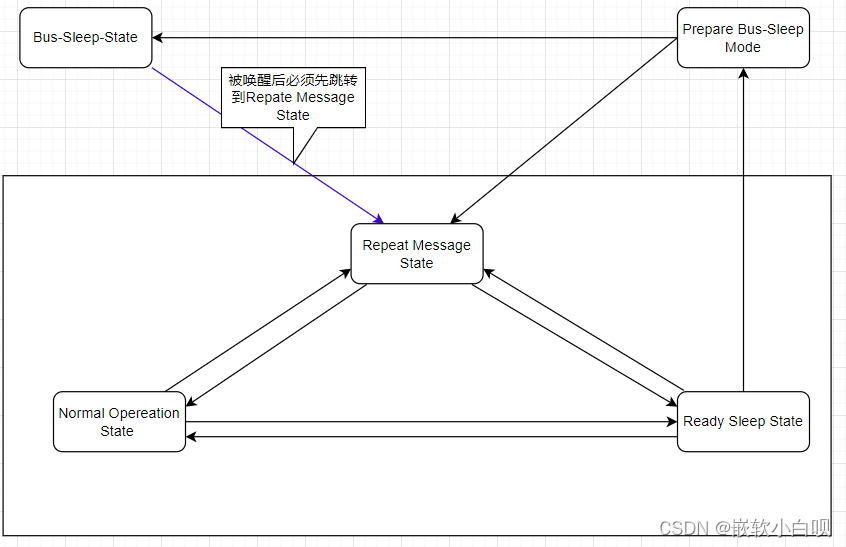 Bus-Sleep-State
Prepare Bus-Sleep
Mode
被唤醒后必须先跳转
到Repate Message
State
Repeat Message
State
Normal Opereation
State
Ready Sleep State
CSDN @嵌软小白呗